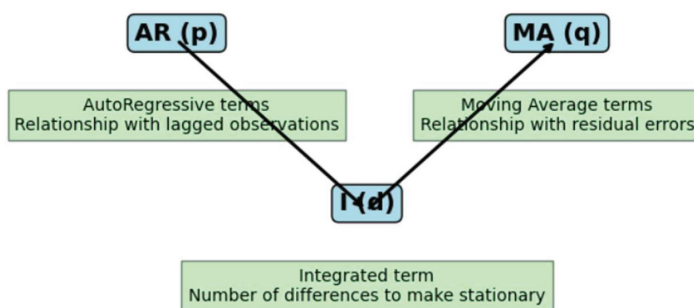 AR (p)
MA (q)
AutoRegressive terms
Relationship with lagged observations
Moving Average terms
Relationship with residual errors
I (d)
Integrated term
Number of differences to make stationary